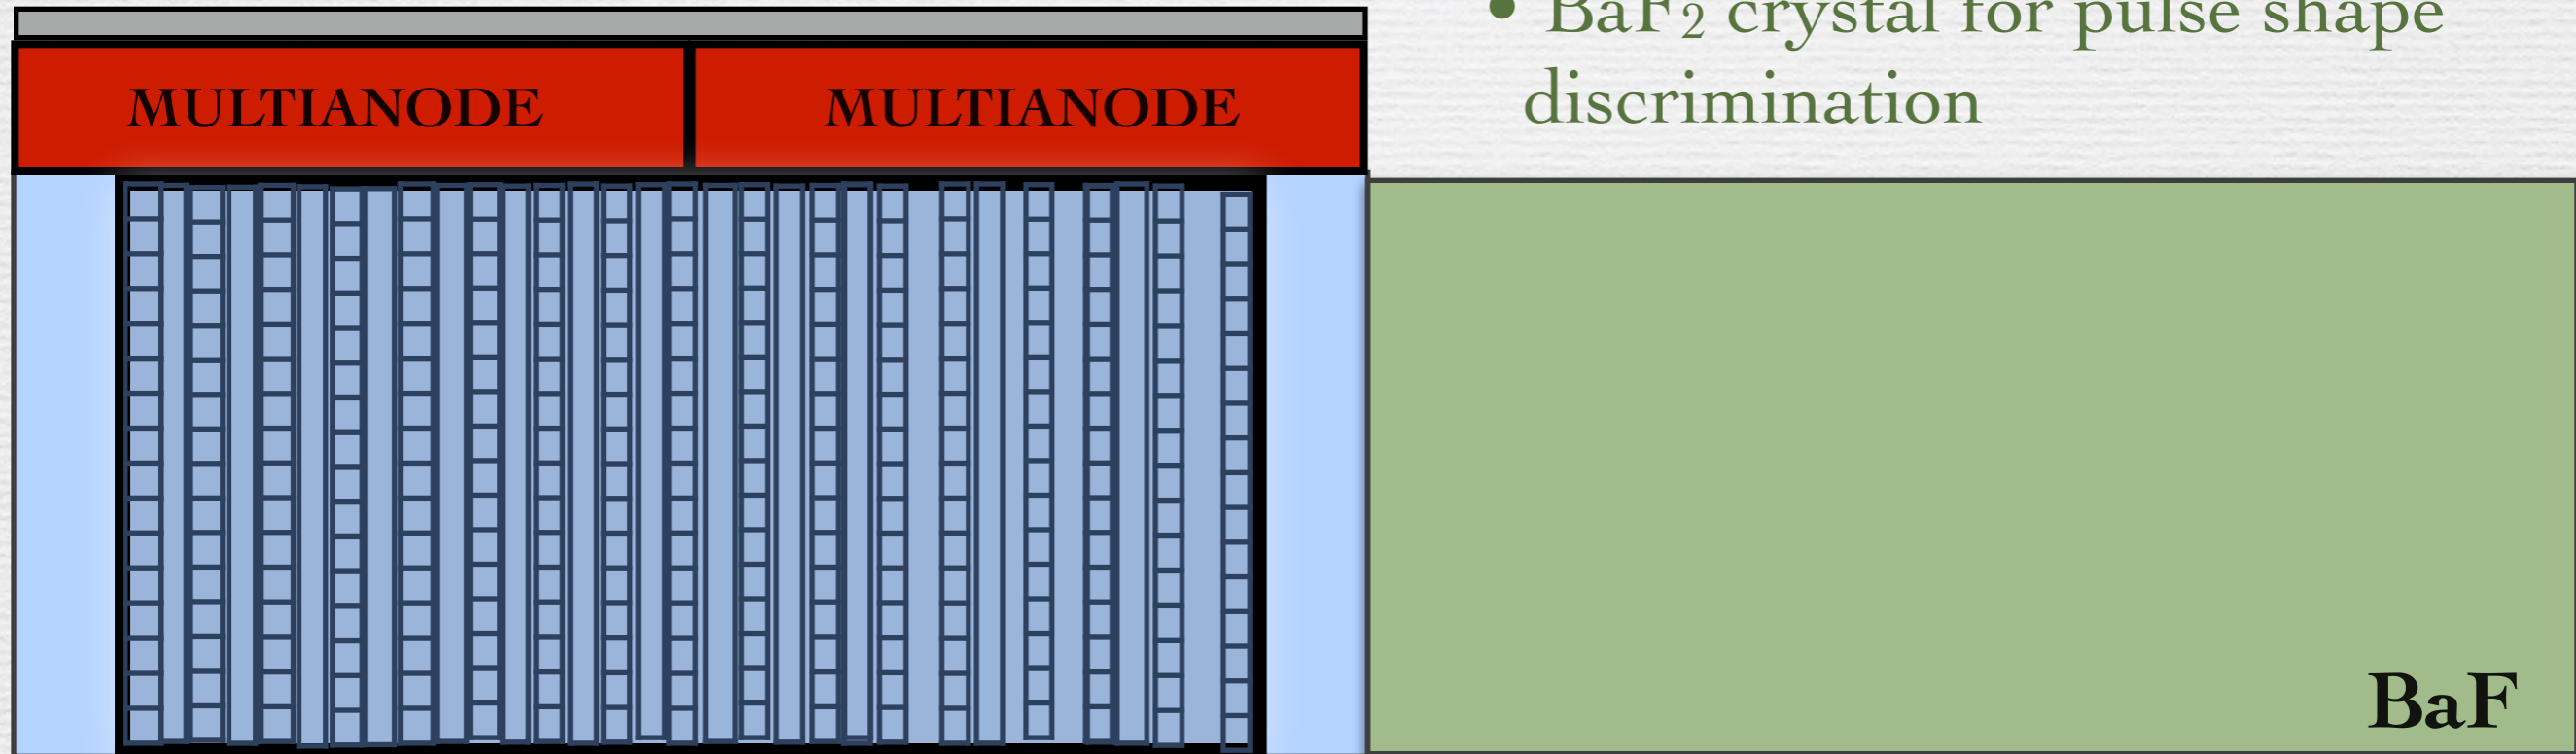 • BaF₂ crystal for pulse shape
discrimination
MULTIANODE MULTIANODE
BaF